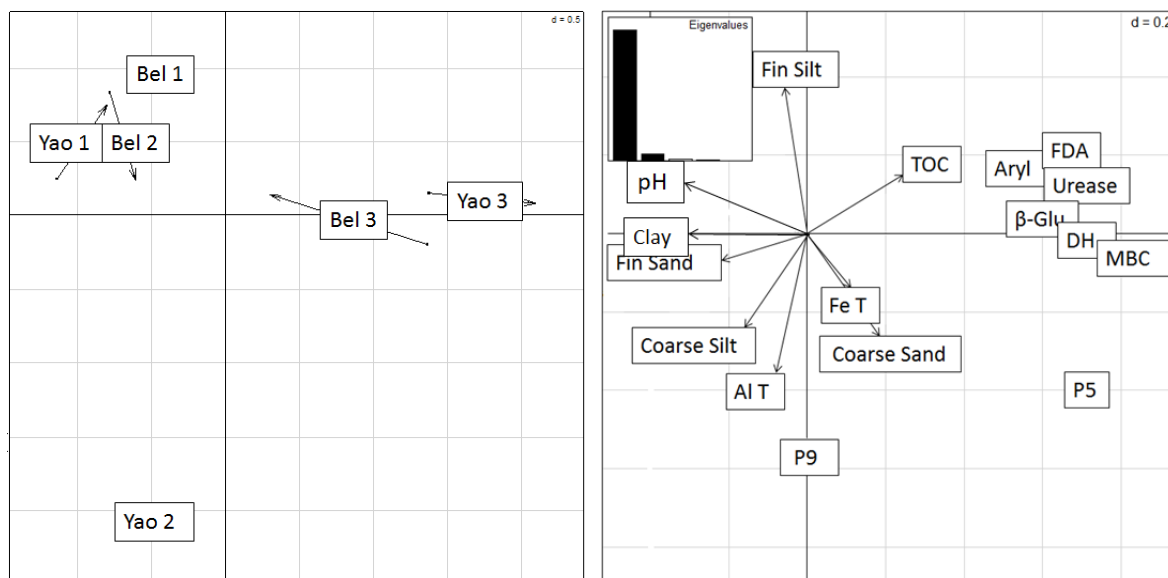 d = 0.5
Bel 1
Yao 1
Bel 2
Yao 3
Bel 3
Yao 2
d = 0.2
Eigenvalues
Fin Silt
FDA
TOC
Aryl
pH
Urease
β-Glu
Clay
DH
MBC
Fin Sand
Fe T
Coarse Silt
Coarse Sand
Al T
P5
P9